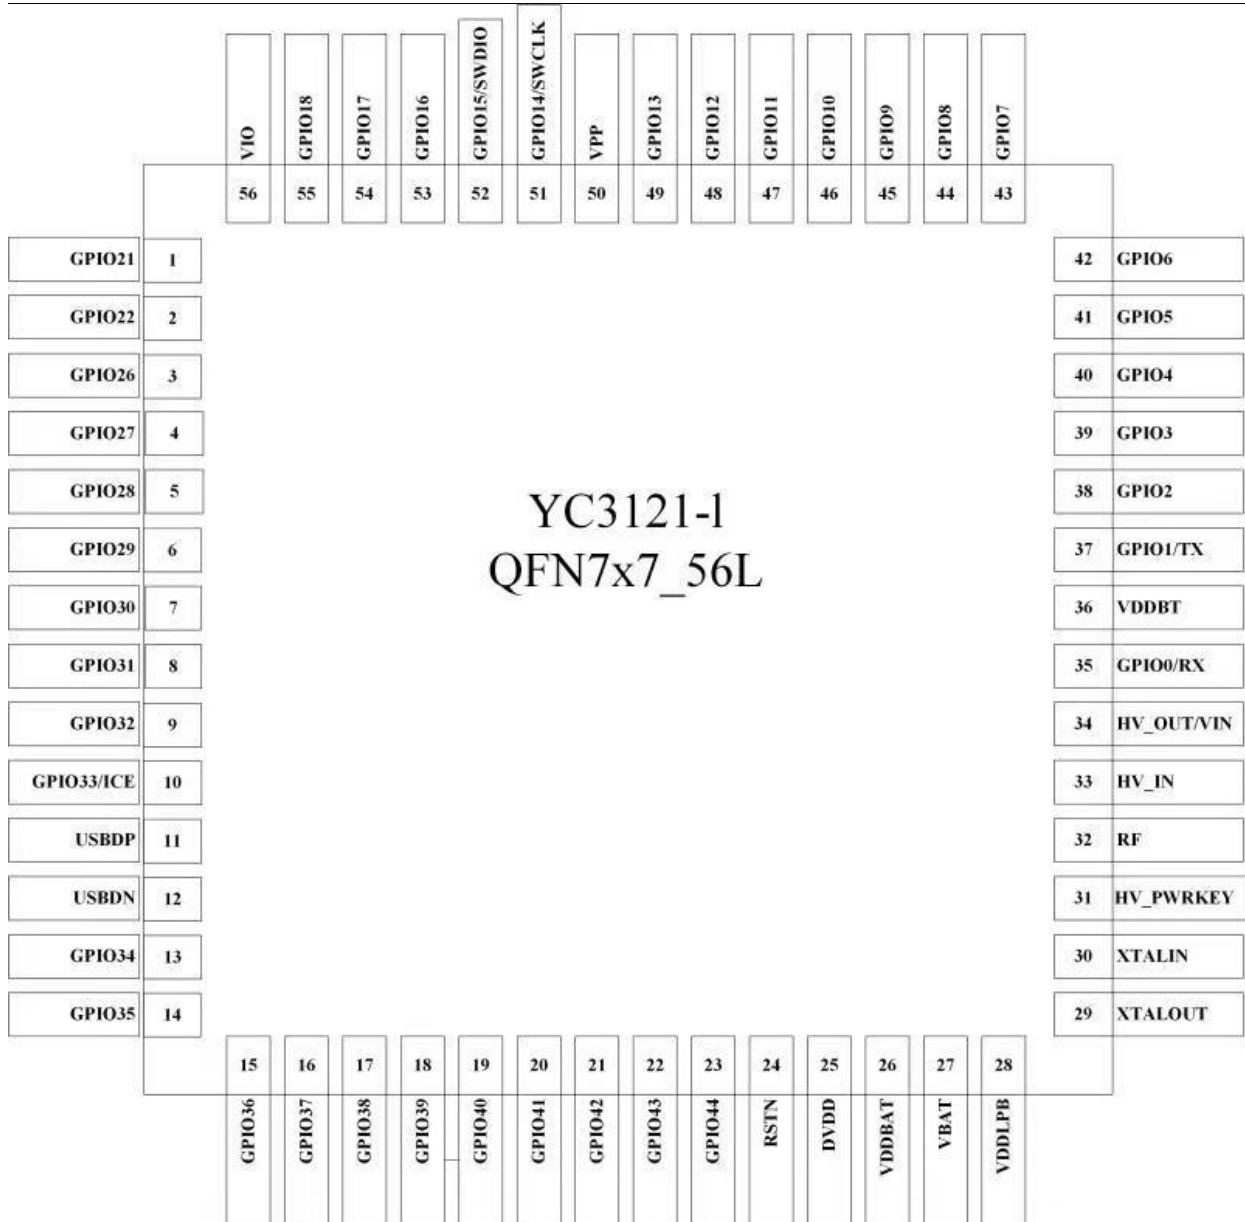 VIO
GPIO18
GPIO17
GPIO16
GPIO15/SWDIO
GPIO14/SWCLK
VPP
GPIO13
GPIO12
GPIO11
GPIO10
GPIO9
GPIO8
GPIO7
56 55 54 53 52 51 50 49 48 47 46 45 44 43
GPIO21 1
GPIO22 2
GPIO26 3
GPIO27 4
GPIO28 5
GPIO29 6
GPIO30 7
GPIO31 8
GPIO32 9
GPIO33/ICE 10
USBDP 11
USBDN 12
GPIO34 13
GPIO35 14
YC3121-l
QFN7x7_56L
42 GPIO6
41 GPIO5
40 GPIO4
39 GPIO3
38 GPIO2
37 GPIO1/TX
36 VDDBT
35 GPIO0/RX
34 HV_OUT/VIN
33 HV_IN
32 RF
31 HV_PWRKEY
30 XTALIN
29 XTALOUT
15 16 17 18 19 20 21 22 23 24 25 26 27 28
GPIO36
GPIO37
GPIO38
GPIO39
GPIO40
GPIO41
GPIO42
GPIO43
GPIO44
RSTN
DVDD
VDDBAT
VBAT
VDDLPB